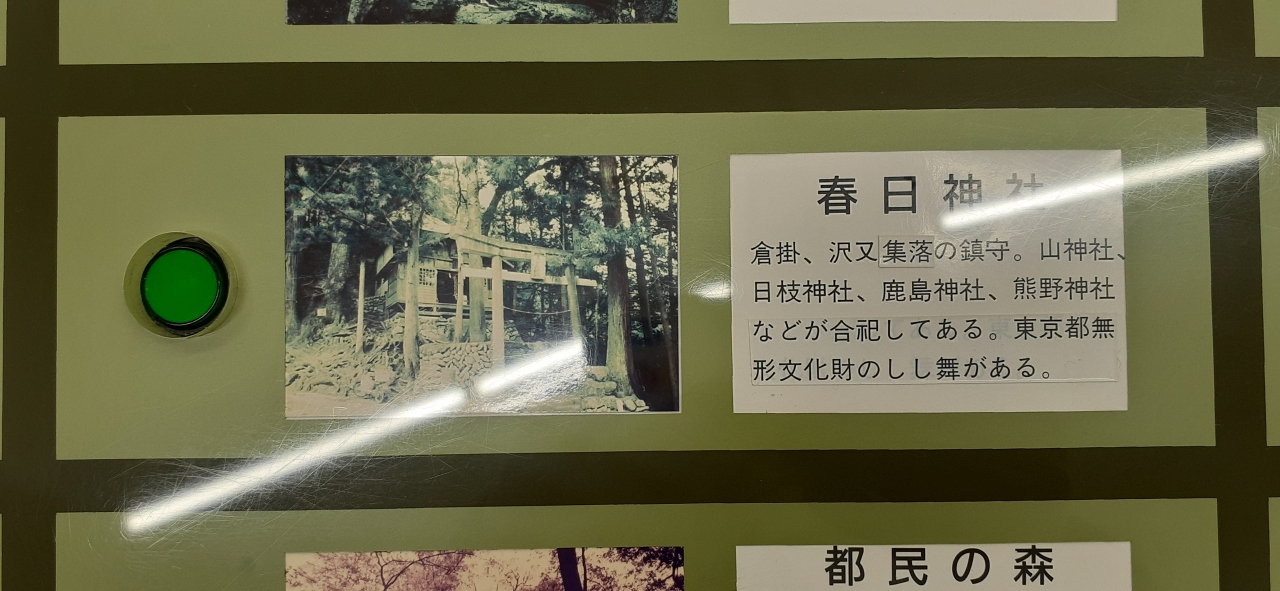 春日神社
倉掛、沢又集落の鎮守。山神社、
日枝神社、鹿島神社、熊野神社
などが合祀してある。東京都無
形文化財のしし舞がある。
都民の森